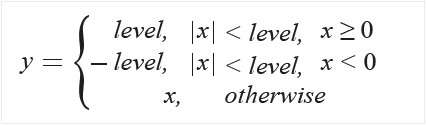 level, |x| < level, x ≥ 0
y = { − level, |x| < level, x < 0
x, otherwise